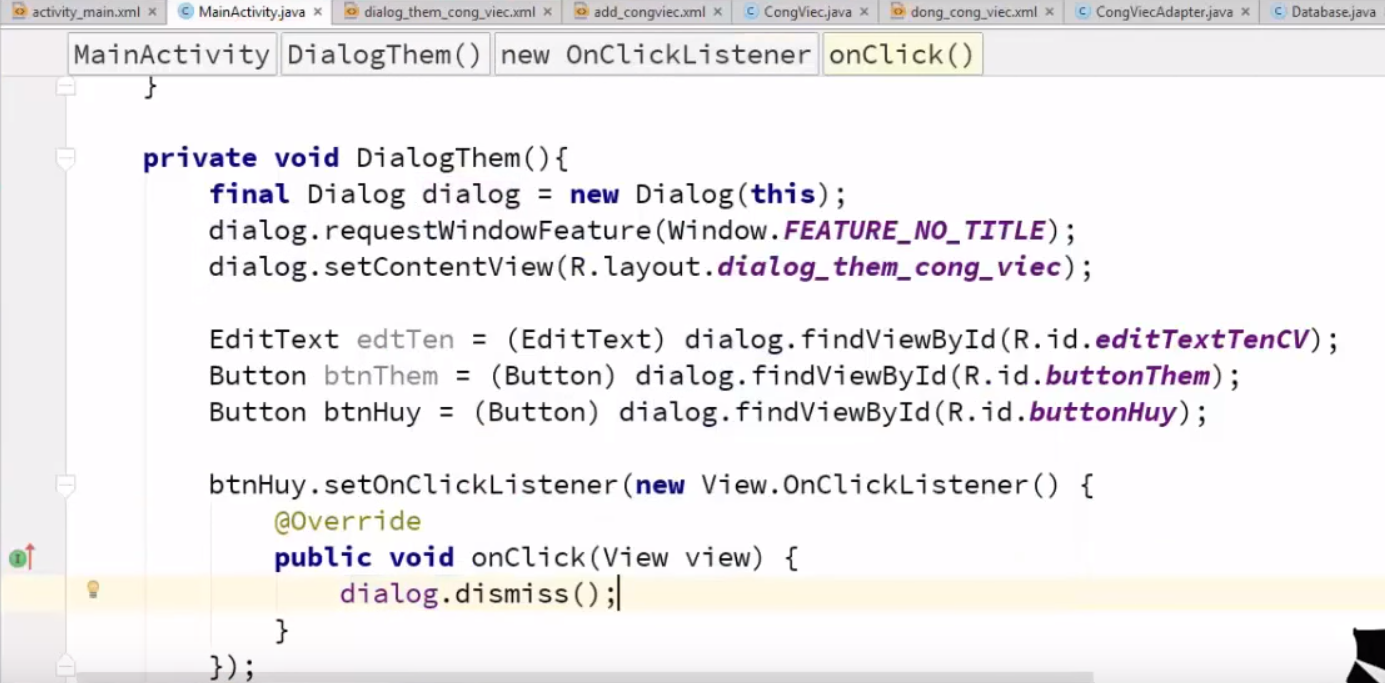 activity_main.xml × MainActivity.java × dialog_them_cong_viec.xml × add_congviec.xml × CongViec.java × dong_cong_viec.xml × CongViecAdapter.java × Database.java
MainActivity DialogThem() new OnClickListener onClick()
}
private void DialogThem(){
final Dialog dialog = new Dialog(this);
dialog.requestWindowFeature(Window.FEATURE_NO_TITLE);
dialog.setContentView(R.layout.dialog_them_cong_viec);
EditText edtTen = (EditText) dialog.findViewById(R.id.editTextTenCV);
Button btnThem = (Button) dialog.findViewById(R.id.buttonThem);
Button btnHuy = (Button) dialog.findViewById(R.id.buttonHuy);
btnHuy.setOnClickListener(new View.OnClickListener() {
@Override
public void onClick(View view) {
dialog.dismiss();
}
});